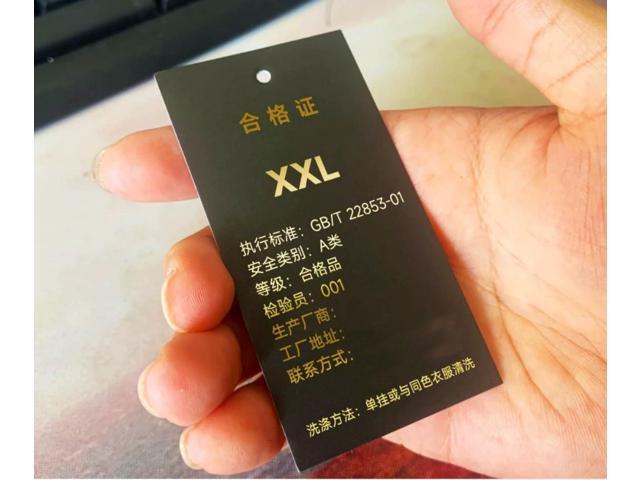 合格证
XXL
执行标准：GB/T 22853-01
安全类别：A类
等级：合格品
检验员：001
生产厂商：
工厂地址：
联系方式：
洗涤方法：单挂或与同色衣服清洗